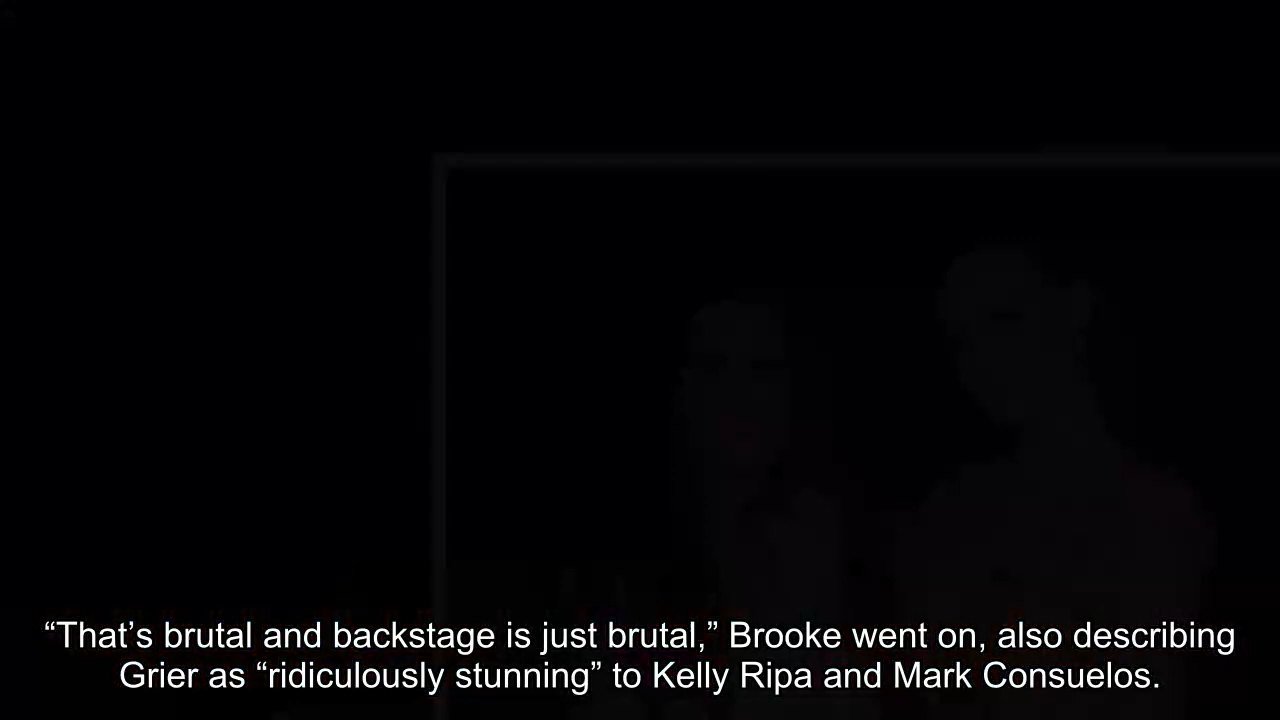 “That’s brutal and backstage is just brutal,” Brooke went on, also describing
Grier as “ridiculously stunning” to Kelly Ripa and Mark Consuelos.